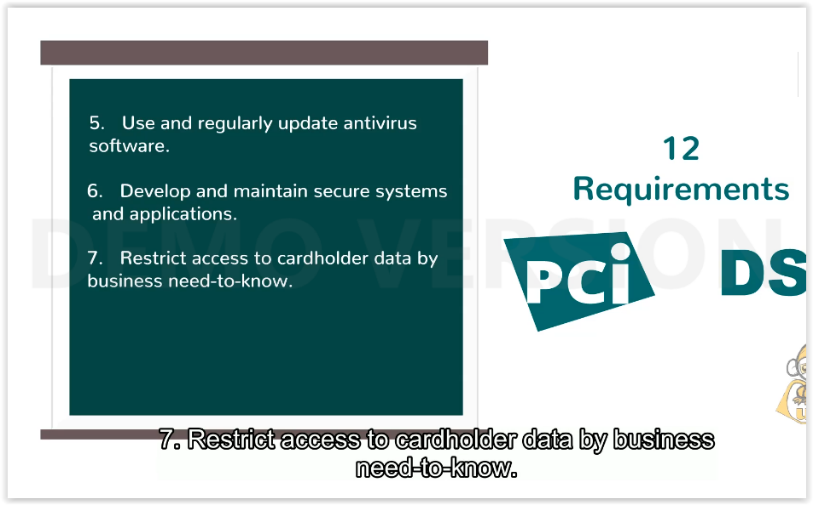 5. Use and regularly update antivirus
software.
6. Develop and maintain secure systems
and applications.
7. Restrict access to cardholder data by
business need-to-know.
12
Requirements
PCi
DS
DEMO VERSION
7. Restrict access to cardholder data by business
need-to-know.